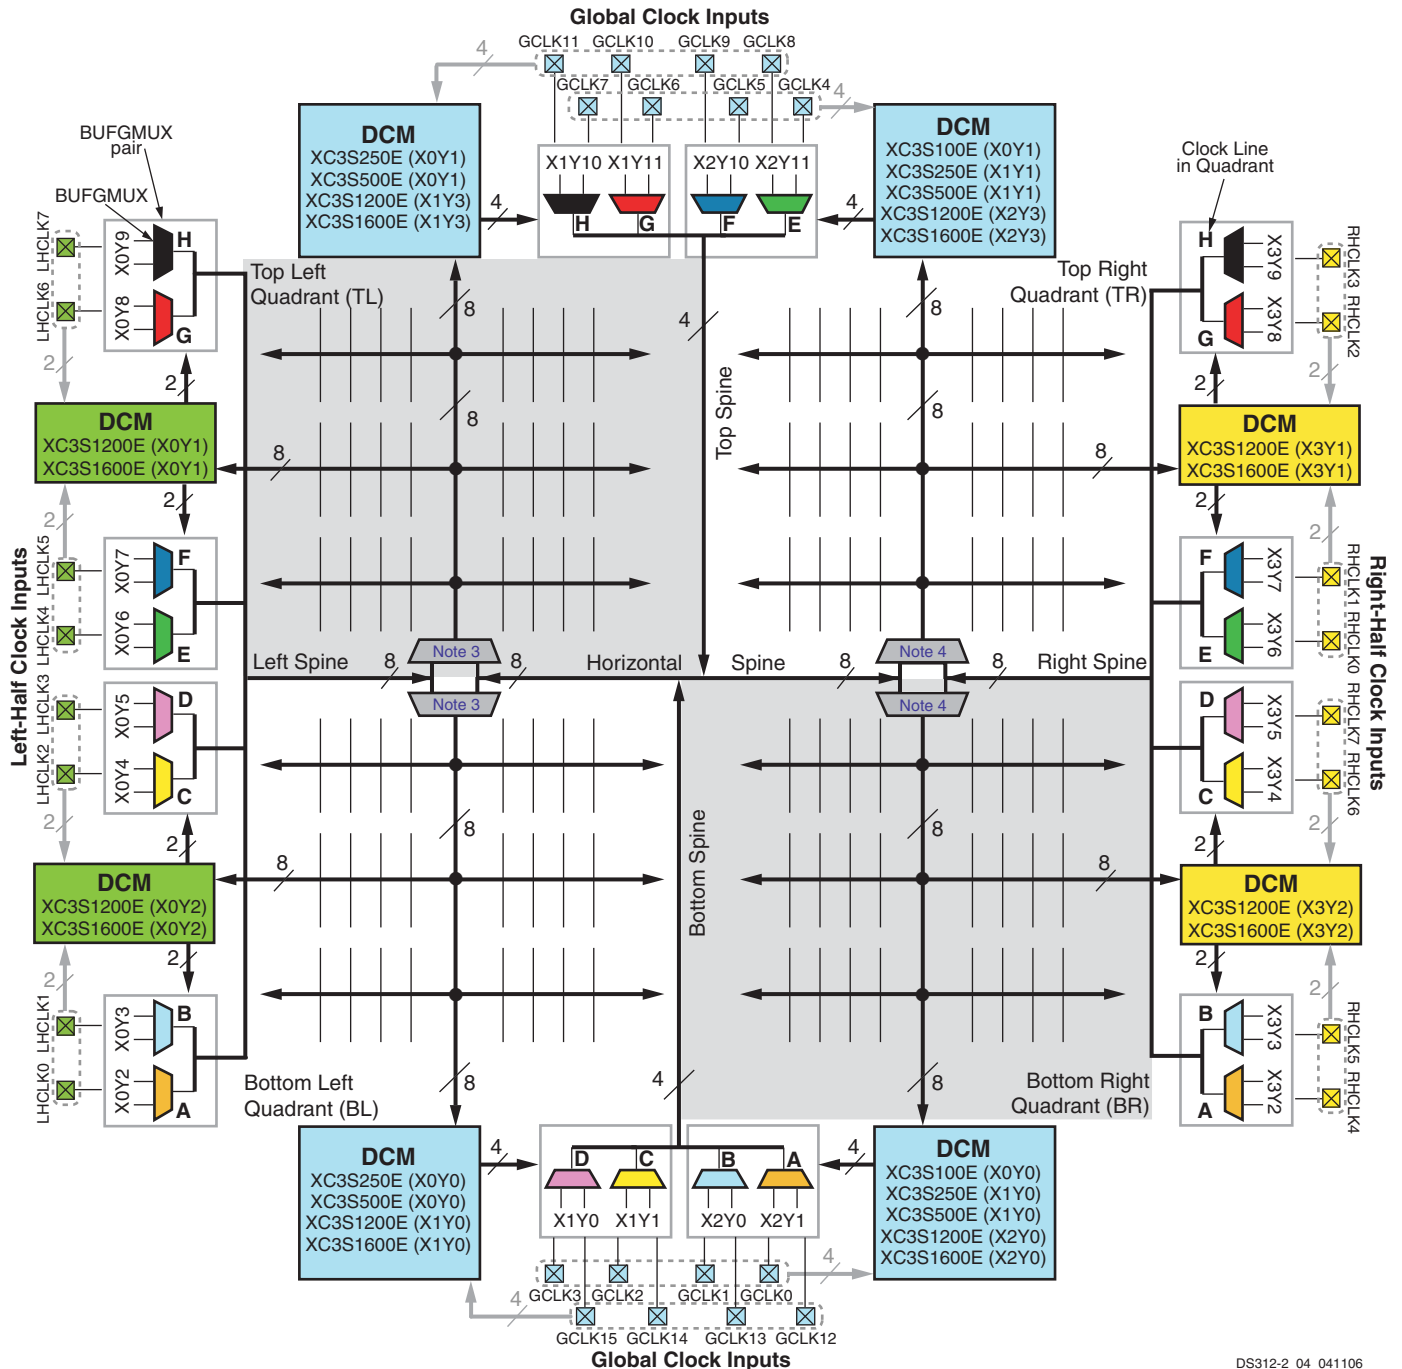 Global Clock Inputs
GCLK11 GCLK10 GCLK9 GCLK8
4
GCLK7 GCLK6 GCLK5 GCLK4
4
DCM
XC3S250E (X0Y1)
XC3S500E (X0Y1)
XC3S1200E (X1Y3)
XC3S1600E (X1Y3)
4
X1Y10 X1Y11 X2Y10 X2Y11
H G F E
4
DCM
XC3S100E (X0Y1)
XC3S250E (X1Y1)
XC3S500E (X1Y1)
XC3S1200E (X2Y3)
XC3S1600E (X2Y3)
BUFGMUX
pair
BUFGMUX
Clock Line
in Quadrant
Top Left
Quadrant (TL)
Top Right
Quadrant (TR)
8
8
4
8
8
Top Spine
8
8
LHCLK7
LHCLK6
X0Y9
X0Y8
H
G
2
2
DCM
XC3S1200E (X0Y1)
XC3S1600E (X0Y1)
2
2
LHCLK5
LHCLK4
X0Y7
X0Y6
F
E
Left-Half Clock Inputs
LHCLK3
LHCLK2
X0Y5
X0Y4
D
C
2
2
DCM
XC3S1200E (X0Y2)
XC3S1600E (X0Y2)
2
2
LHCLK1
LHCLK0
X0Y3
X0Y2
B
A
H
G
X3Y9
X3Y8
RHCLK3
RHCLK2
2
2
DCM
XC3S1200E (X3Y1)
XC3S1600E (X3Y1)
2
2
F
E
X3Y7
X3Y6
RHCLK1
RHCLK0
Right-Half Clock Inputs
D
C
X3Y5
X3Y4
RHCLK7
RHCLK6
2
2
DCM
XC3S1200E (X3Y2)
XC3S1600E (X3Y2)
2
2
B
A
X3Y3
X3Y2
RHCLK5
RHCLK4
Note 3
Note 4
Left Spine 8 8 Horizontal Spine 8 8 Right Spine
Note 3
Note 4
8
8
8
8
Bottom Spine
4
8
8
Bottom Left
Quadrant (BL)
Bottom Right
Quadrant (BR)
DCM
XC3S250E (X0Y0)
XC3S500E (X0Y0)
XC3S1200E (X1Y0)
XC3S1600E (X1Y0)
4
D C B A
X1Y0 X1Y1 X2Y0 X2Y1
4
DCM
XC3S100E (X0Y0)
XC3S250E (X1Y0)
XC3S500E (X1Y0)
XC3S1200E (X2Y0)
XC3S1600E (X2Y0)
4
GCLK3 GCLK2 GCLK1 GCLK0
4
GCLK15 GCLK14 GCLK13 GCLK12
Global Clock Inputs
DS312-2_04_041106